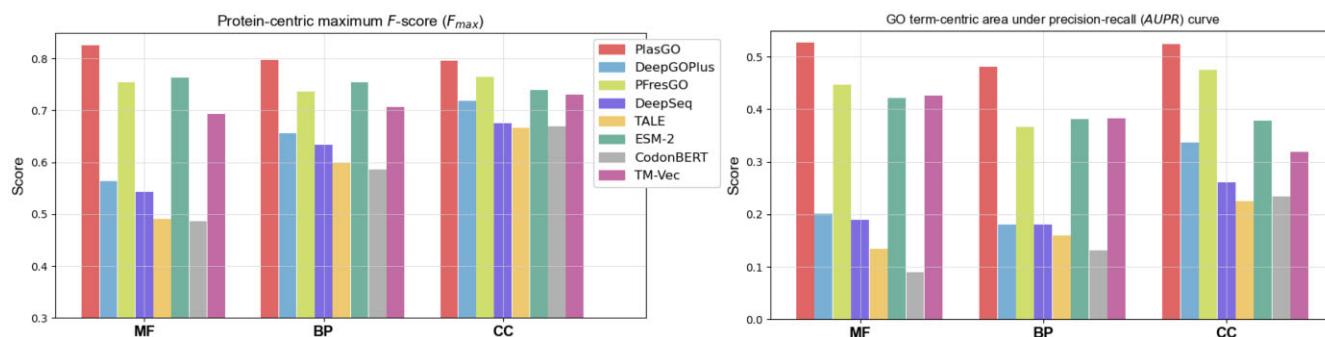 Protein-centric maximum F-score (Fmax)
Score
0.8
0.7
0.6
0.5
0.4
0.3
MF BP CC
PlasGO
DeepGOPlus
PFresGO
DeepSeq
TALE
ESM-2
CodonBERT
TM-Vec
GO term-centric area under precision-recall (AUPR) curve
Score
0.5
0.4
0.3
0.2
0.1
0.0
MF BP CC